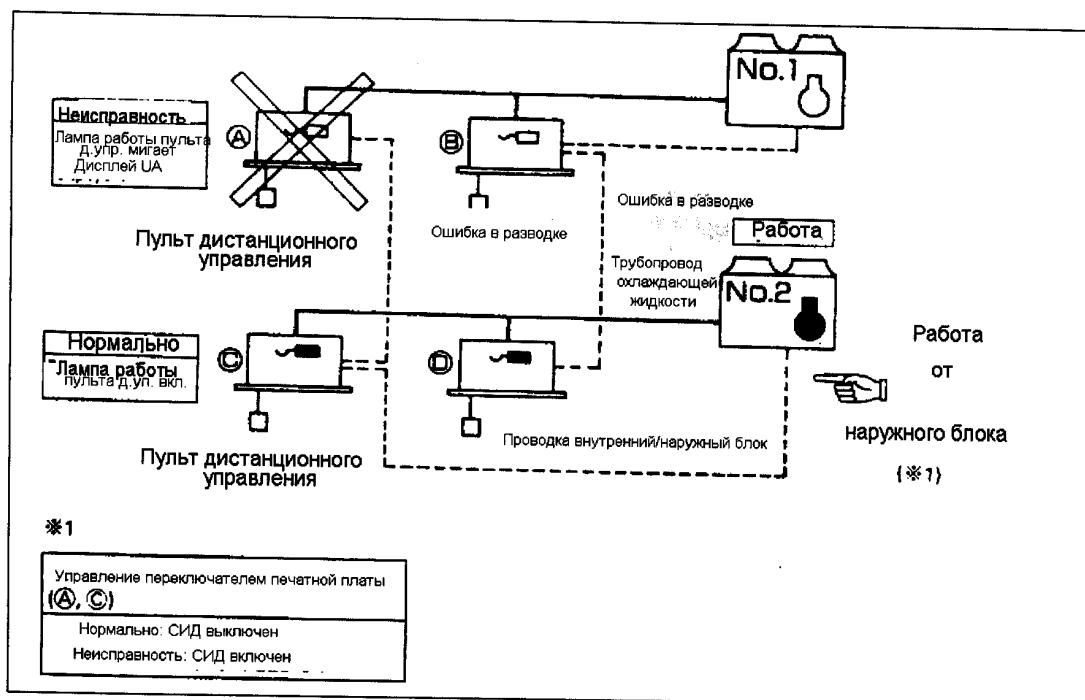 No.1
Неисправность
Лампа работы пульта
д.упр. мигает
Дисплей UA
A
B
Ошибка в разводке
Ошибка в разводке
Работа
Пульт дистанционного
управления
Трубопровод
охлаждающей
жидкости
No.2
Нормально
Лампа работы
пульта д.уп. вкл.
C
D
Работа
от
наружного блока
(※1)
Проводка внутренний/наружный блок
Пульт дистанционного
управления
※1
Управление переключателем печатной платы
(Ⓐ, Ⓒ)
Нормально: СИД выключен
Неисправность: СИД включен